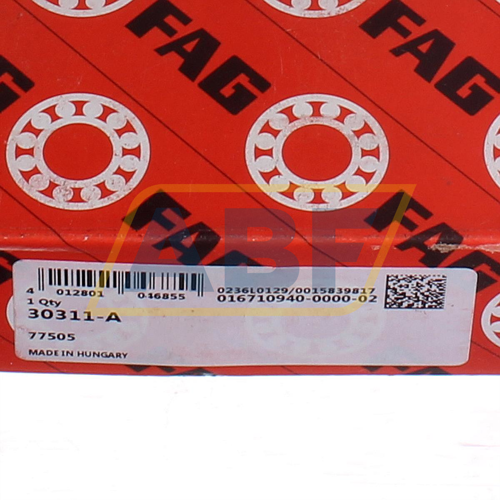 FAG
FAG
FAG
FAG
ABF
4 012801 046855
0236L0129/0015839817
016710940-0000-02
1 Qty
30311-A
77505
MADE IN HUNGARY